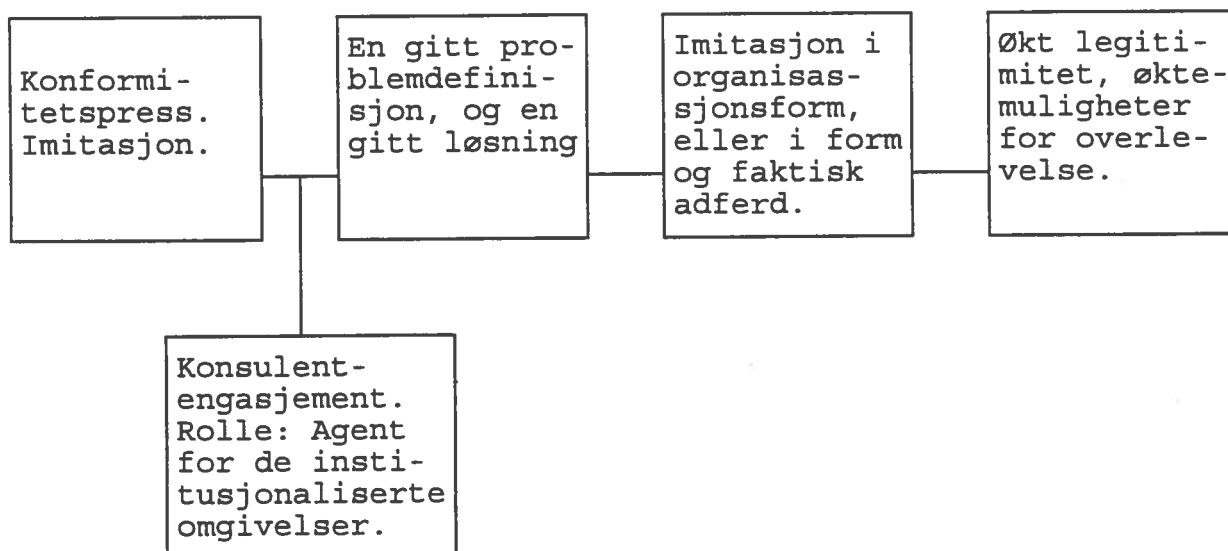 Konformi-
tetspress.
Imitasjon.
En gitt pro-
blemdefini-
sjon, og en
gitt løsning
Imitasjon i
organisas-
sjonsform,
eller i form
og faktisk
adferd.
Økt legiti-
mitet, økte-
muligheter
for overle-
velse.
Konsulent-
engasjement.
Rolle: Agent
for de insti-
tusjonaliserte
omgivelser.